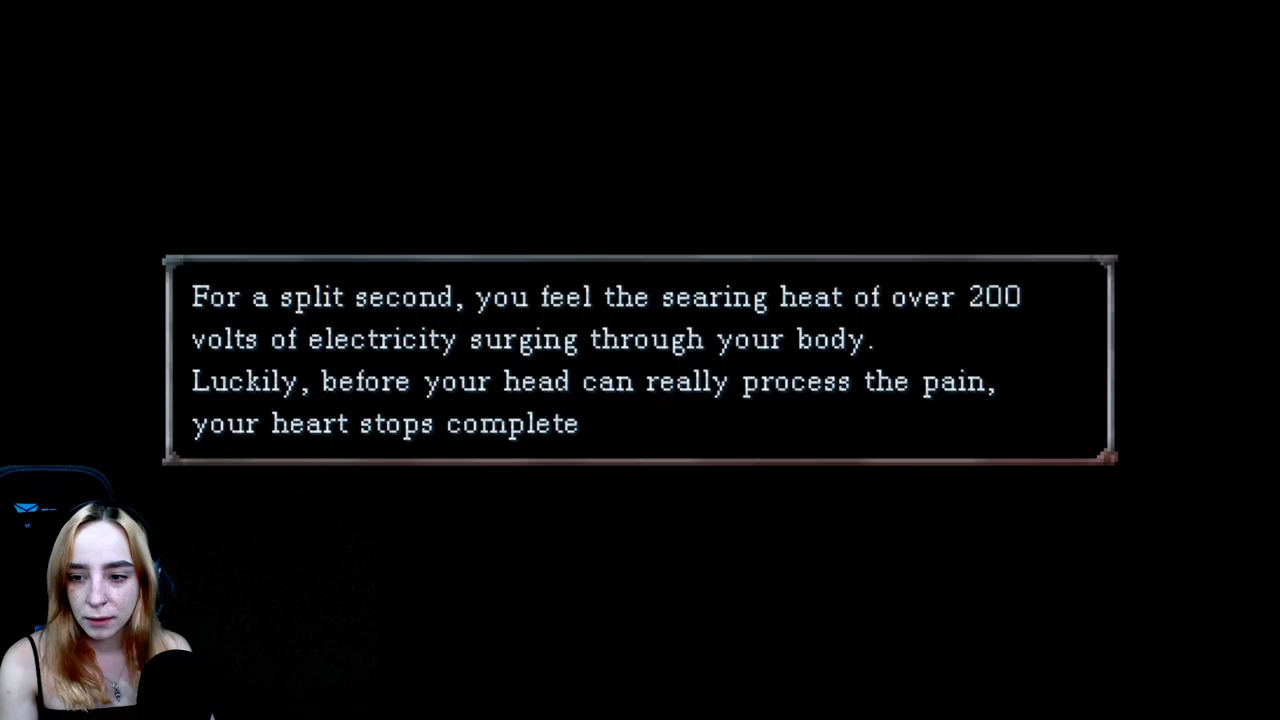 For a split second, you feel the searing heat of over 200
volts of electricity surging through your body.
Luckily, before your head can really process the pain,
your heart stops complete